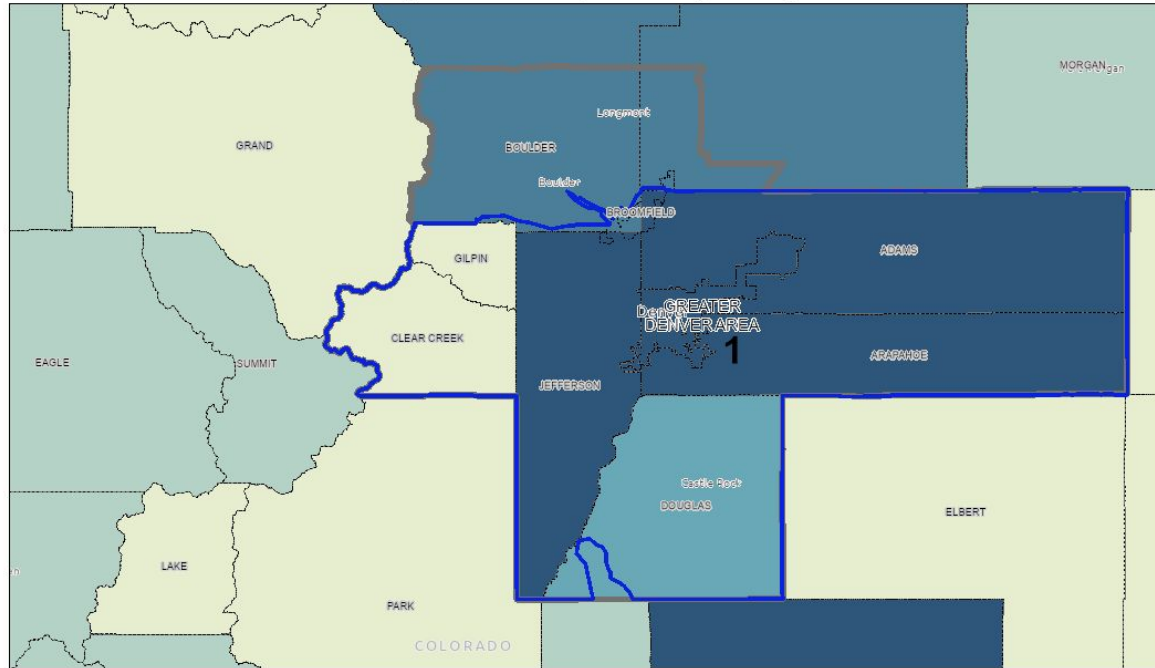 MORGAN
Longmont
GRAND
BOULDER
Boulder
BROOMFIELD
GILPIN
ADAMS
GREATER
DENVER AREA
CLEAR CREEK
1
EAGLE
SUMMIT
ARAPAHOE
JEFFERSON
Castle Rock
DOUGLAS
ELBERT
LAKE
PARK
COLORADO